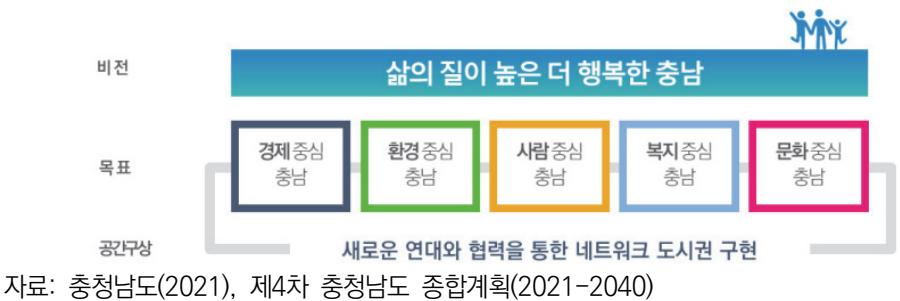 비전
삶의 질이 높은 더 행복한 충남
목표
경제중심
충남
환경중심
충남
사람중심
충남
복지중심
충남
문화중심
충남
공간구상
새로운 연대와 협력을 통한 네트워크 도시권 구현
자료: 충청남도(2021), 제4차 충청남도 종합계획(2021-2040)